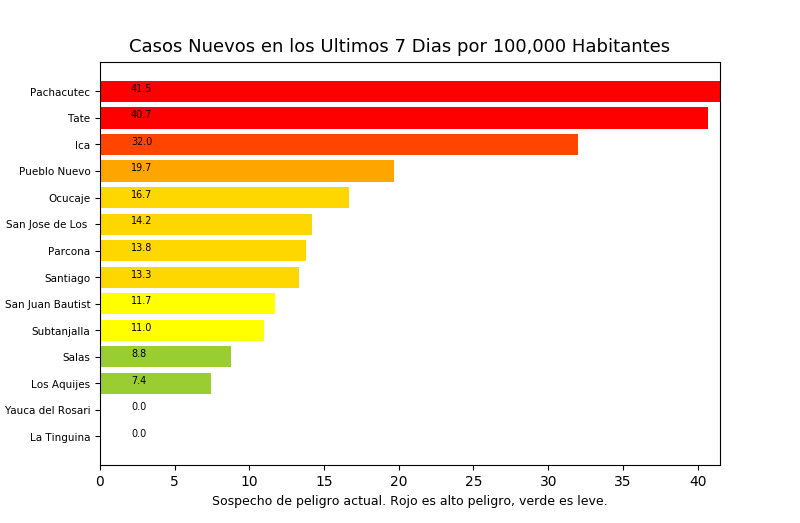 Casos Nuevos en los Ultimos 7 Dias por 100,000 Habitantes
Pachacutec 41.5
Tate 40.7
Ica 32.0
Pueblo Nuevo 19.7
Ocucaje 16.7
San Jose de Los 14.2
Parcona 13.8
Santiago 13.3
San Juan Bautist 11.7
Subtanjalla 11.0
Salas 8.8
Los Aquijes 7.4
Yauca del Rosari 0.0
La Tinguina 0.0
0 5 10 15 20 25 30 35 40
Sospecho de peligro actual. Rojo es alto peligro, verde es leve.